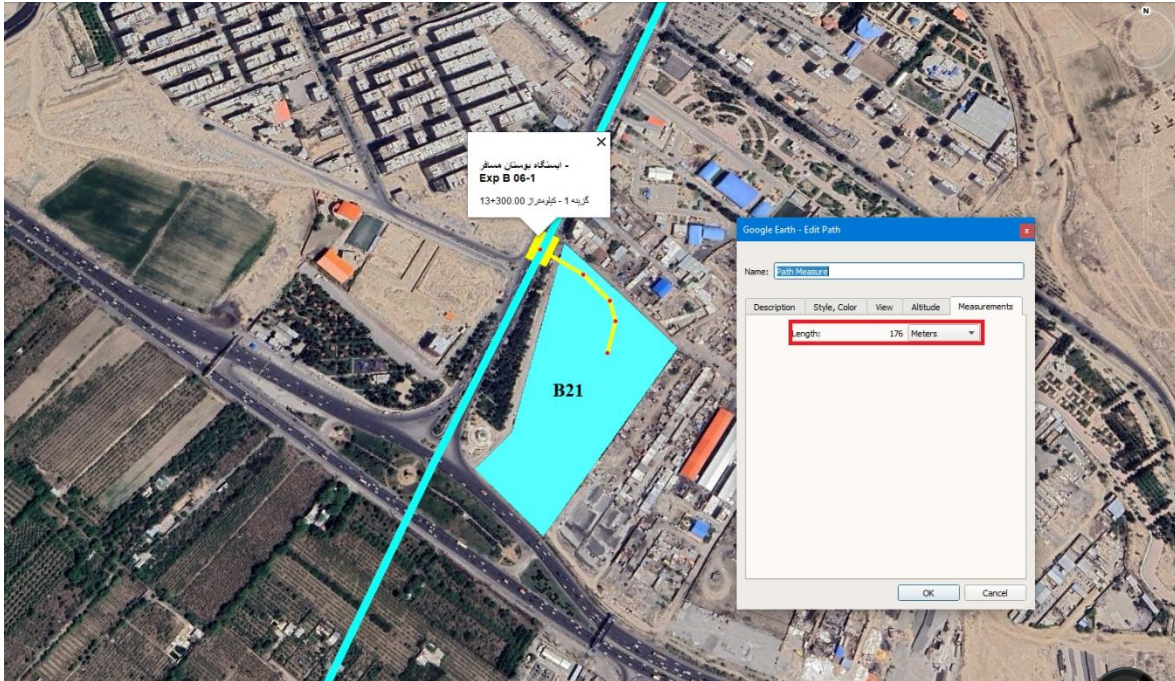 N
×
- ایستگاه بوستان مسافر
Exp B 06-1
گزینه 1 - کیلومتراژ 13+300.00
B21
Google Earth - Edit Path
x
Name: Path Measure
Description Style, Color View Altitude Measurements
Length: 176 Meters
OK Cancel